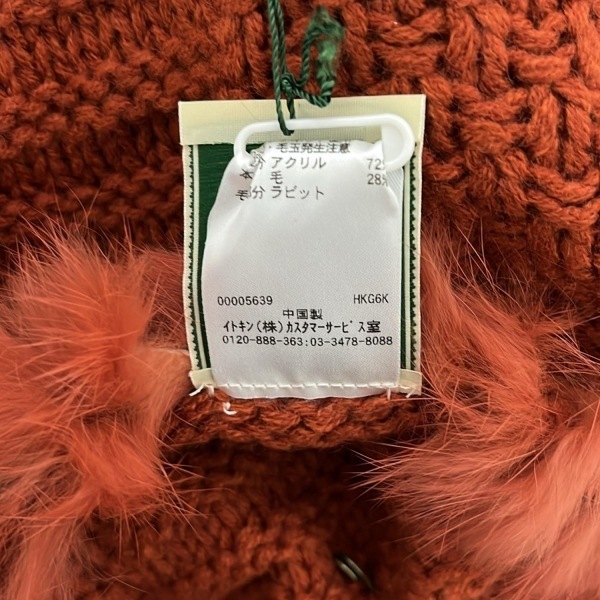 ・毛玉発生注意
分 アクリル 72
毛 28
毛分 ラビット
00005639 HKG6K
中国製
イトキン(株)カスタマーサービス室
0120-888-363:03-3478-8088